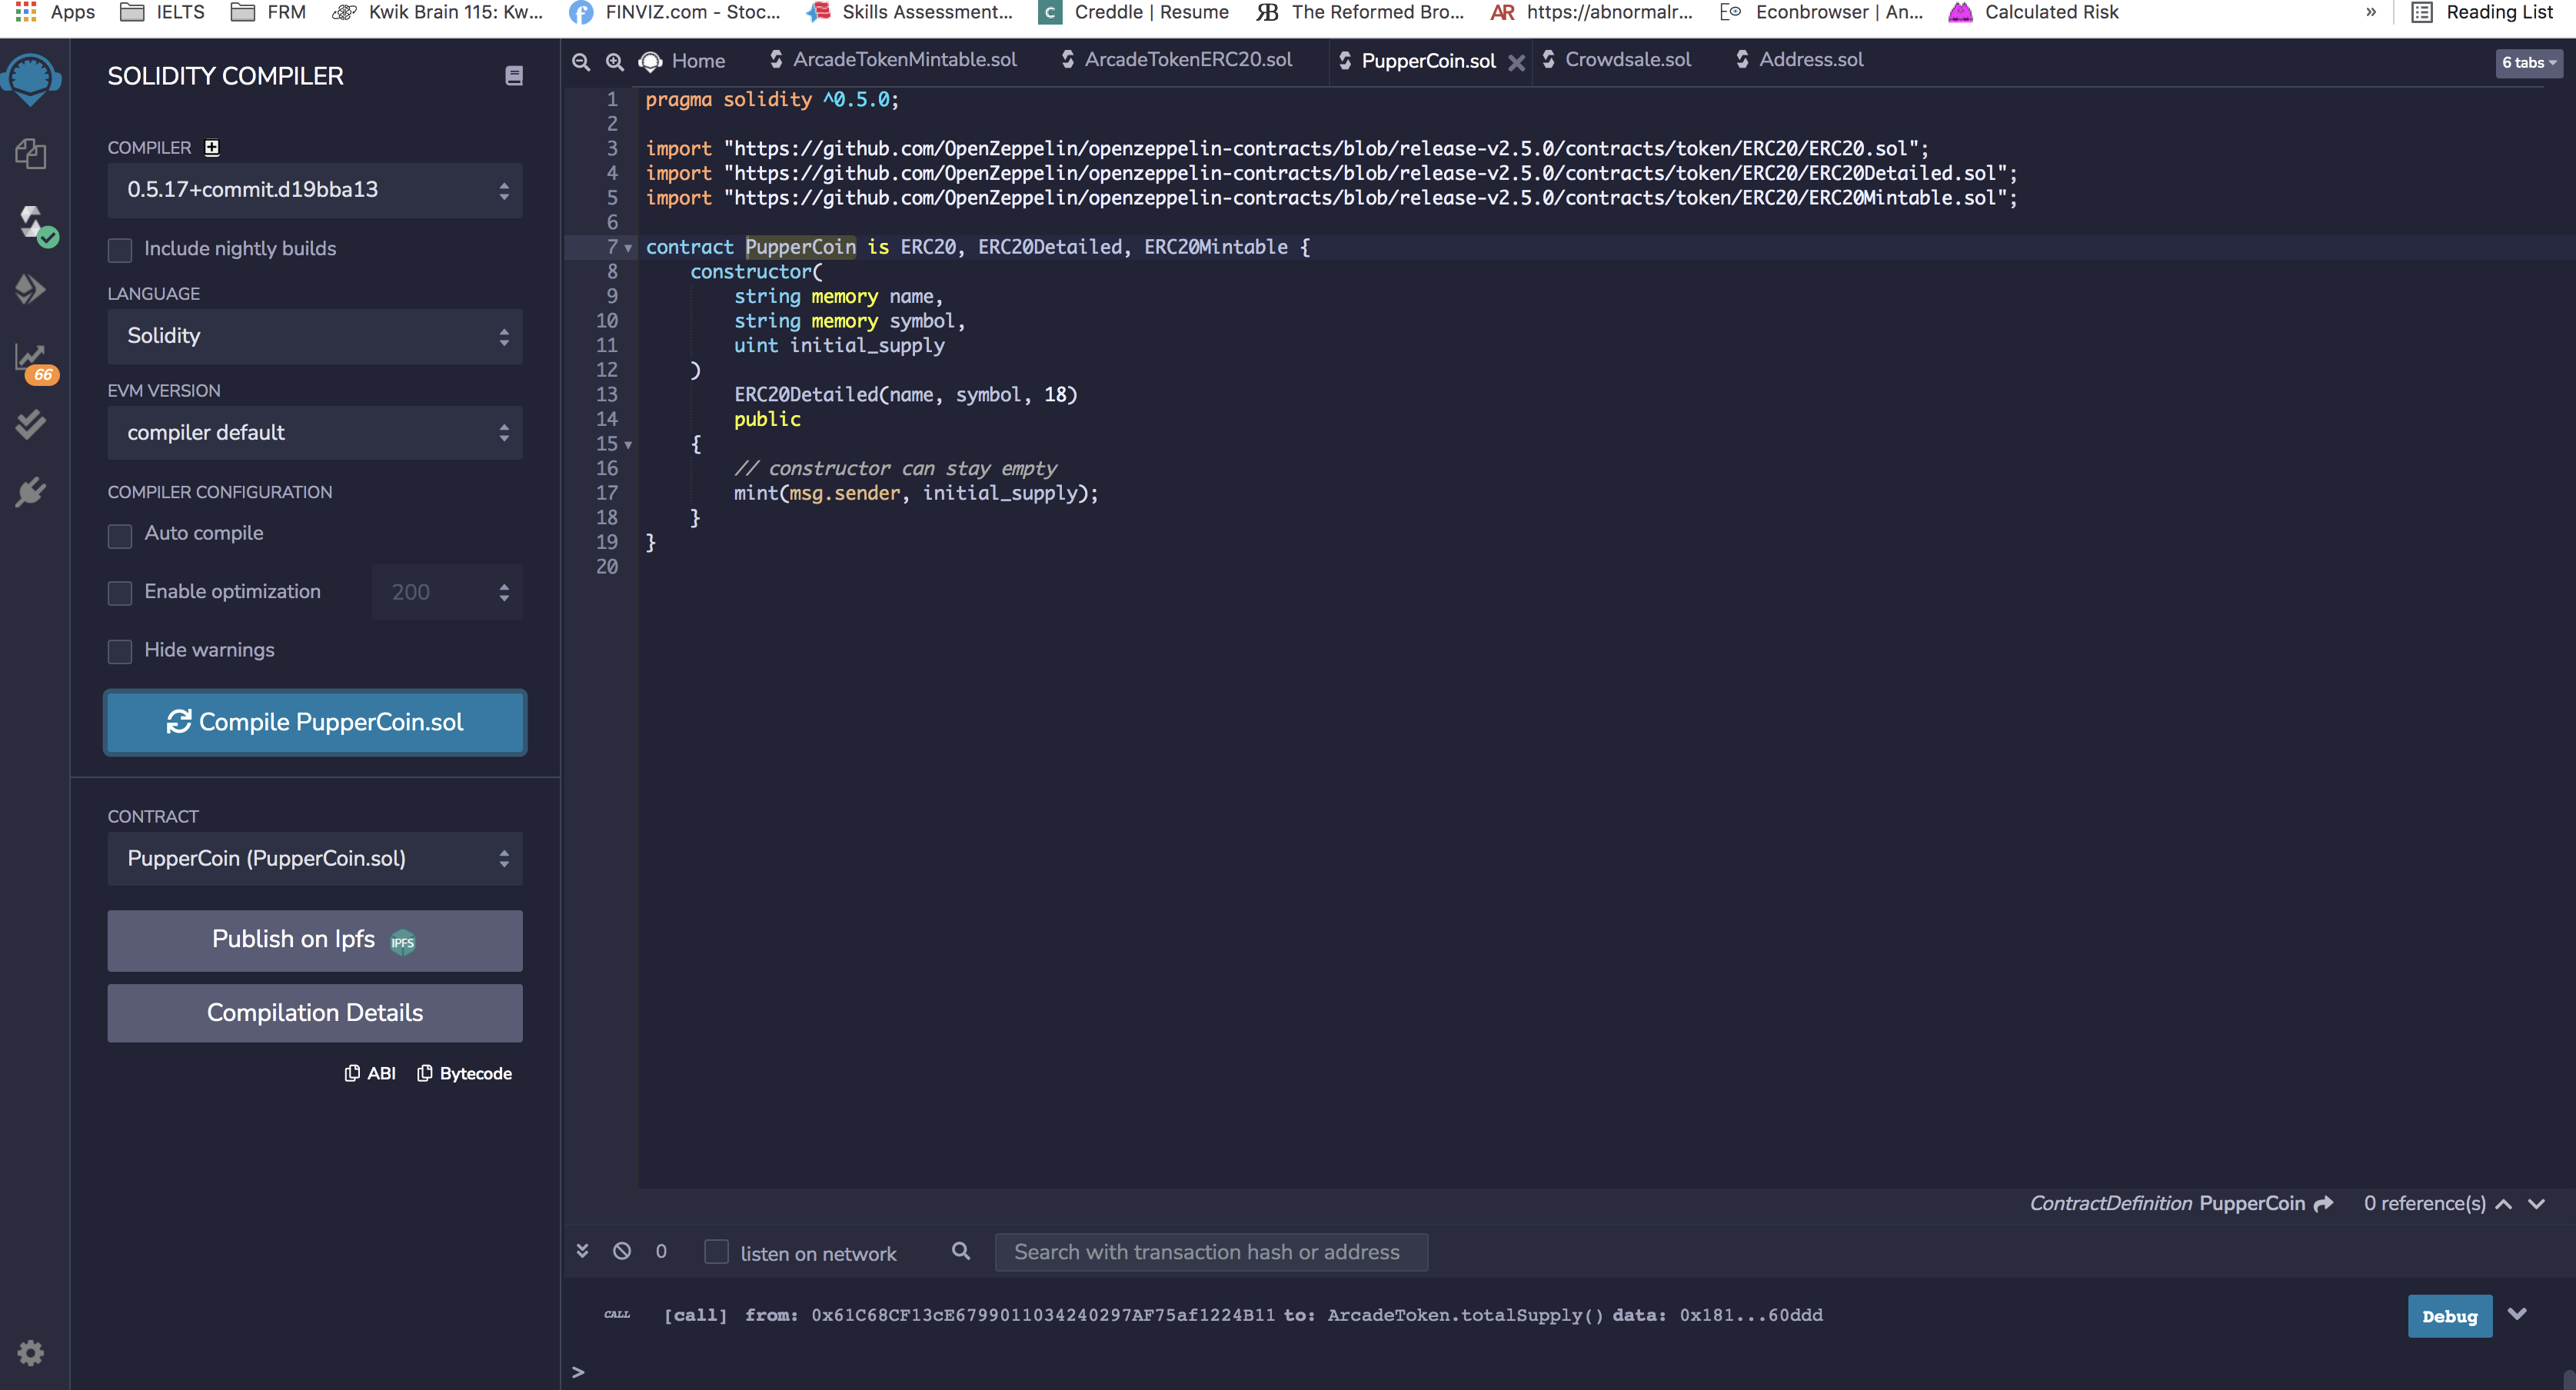 Apps IELTS FRM Kwik Brain 115: Kw... FINVIZ.com - Stoc... Skills Assessment... C Creddle | Resume RB The Reformed Bro... AR https://abnormalr... Econbrowser | An... Calculated Risk » Reading List
SOLIDITY COMPILER
Home ArcadeTokenMintable.sol ArcadeTokenERC20.sol PupperCoin.sol Crowdsale.sol Address.sol 6 tabs
COMPILER
0.5.17+commit.d19bba13
Include nightly builds
LANGUAGE
Solidity
66
EVM VERSION
compiler default
COMPILER CONFIGURATION
Auto compile
Enable optimization 200
Hide warnings
Compile PupperCoin.sol
CONTRACT
PupperCoin (PupperCoin.sol)
Publish on Ipfs IPFS
Compilation Details
ABI Bytecode
1 pragma solidity ^0.5.0;
2
3 import "https://github.com/OpenZeppelin/openzeppelin-contracts/blob/release-v2.5.0/contracts/token/ERC20/ERC20.sol";
4 import "https://github.com/OpenZeppelin/openzeppelin-contracts/blob/release-v2.5.0/contracts/token/ERC20/ERC20Detailed.sol";
5 import "https://github.com/OpenZeppelin/openzeppelin-contracts/blob/release-v2.5.0/contracts/token/ERC20/ERC20Mintable.sol";
6
7 contract PupperCoin is ERC20, ERC20Detailed, ERC20Mintable {
8 constructor(
9 string memory name,
10 string memory symbol,
11 uint initial_supply
12 )
13 ERC20Detailed(name, symbol, 18)
14 public
15 {
16 // constructor can stay empty
17 mint(msg.sender, initial_supply);
18 }
19 }
20
ContractDefinition PupperCoin 0 reference(s)
0 listen on network Search with transaction hash or address
CALL [call] from: 0x61C68CF13cE6799011034240297AF75af1224B11 to: ArcadeToken.totalSupply() data: 0x181...60ddd Debug
>